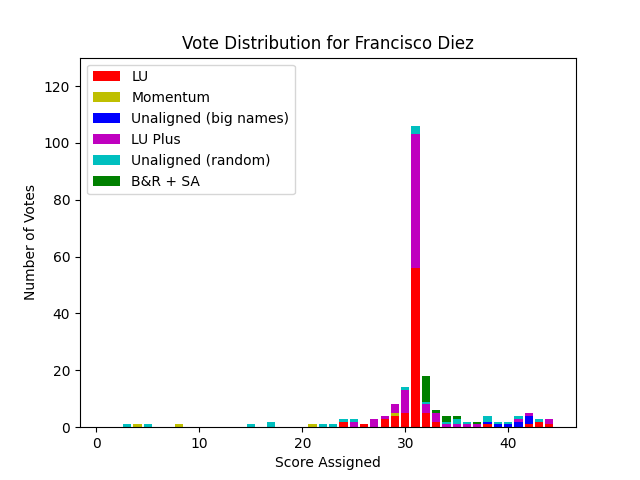 Vote Distribution for Francisco Diez
LU
Momentum
Unaligned (big names)
LU Plus
Unaligned (random)
B&R + SA
Number of Votes
120
100
80
60
40
20
0
0 10 20 30 40
Score Assigned